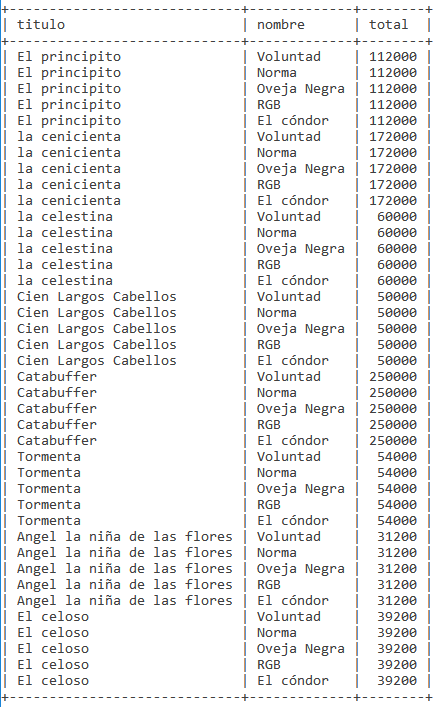 +----------------------------+-------------+--------+
| titulo                     | nombre      | total  |
+----------------------------+-------------+--------+
| El principito              | Voluntad    | 112000 |
| El principito              | Norma       | 112000 |
| El principito              | Oveja Negra | 112000 |
| El principito              | RGB         | 112000 |
| El principito              | El cóndor   | 112000 |
| la cenicienta              | Voluntad    | 172000 |
| la cenicienta              | Norma       | 172000 |
| la cenicienta              | Oveja Negra | 172000 |
| la cenicienta              | RGB         | 172000 |
| la cenicienta              | El cóndor   | 172000 |
| la celestina               | Voluntad    |  60000 |
| la celestina               | Norma       |  60000 |
| la celestina               | Oveja Negra |  60000 |
| la celestina               | RGB         |  60000 |
| la celestina               | El cóndor   |  60000 |
| Cien Largos Cabellos       | Voluntad    |  50000 |
| Cien Largos Cabellos       | Norma       |  50000 |
| Cien Largos Cabellos       | Oveja Negra |  50000 |
| Cien Largos Cabellos       | RGB         |  50000 |
| Cien Largos Cabellos       | El cóndor   |  50000 |
| Catabuffer                 | Voluntad    | 250000 |
| Catabuffer                 | Norma       | 250000 |
| Catabuffer                 | Oveja Negra | 250000 |
| Catabuffer                 | RGB         | 250000 |
| Catabuffer                 | El cóndor   | 250000 |
| Tormenta                   | Voluntad    |  54000 |
| Tormenta                   | Norma       |  54000 |
| Tormenta                   | Oveja Negra |  54000 |
| Tormenta                   | RGB         |  54000 |
| Tormenta                   | El cóndor   |  54000 |
| Angel la niña de las flores | Voluntad    |  31200 |
| Angel la niña de las flores | Norma       |  31200 |
| Angel la niña de las flores | Oveja Negra |  31200 |
| Angel la niña de las flores | RGB         |  31200 |
| Angel la niña de las flores | El cóndor   |  31200 |
| El celoso                  | Voluntad    |  39200 |
| El celoso                  | Norma       |  39200 |
| El celoso                  | Oveja Negra |  39200 |
| El celoso                  | RGB         |  39200 |
| El celoso                  | El cóndor   |  39200 |
+----------------------------+-------------+--------+